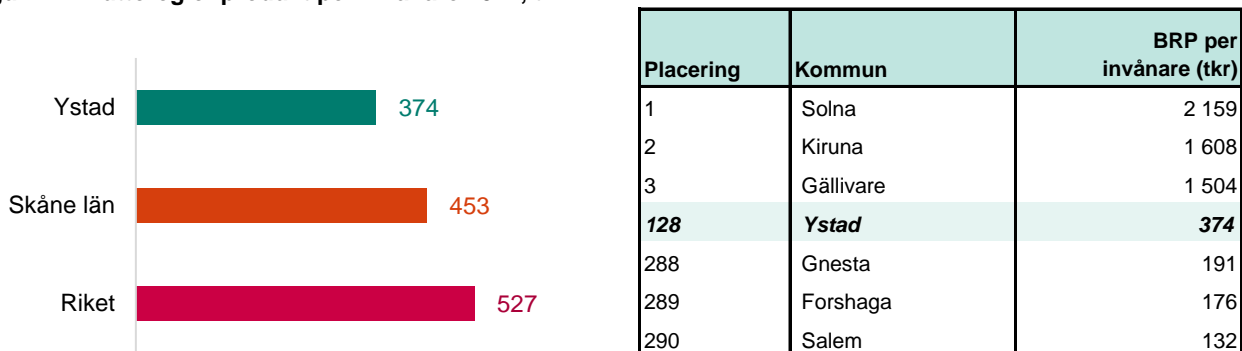 Ystad
374
Skåne län
453
Riket
527
Placering Kommun BRP per invånare (tkr)
1 Solna 2 159
2 Kiruna 1 608
3 Gällivare 1 504
128 Ystad 374
288 Gnesta 191
289 Forshaga 176
290 Salem 132